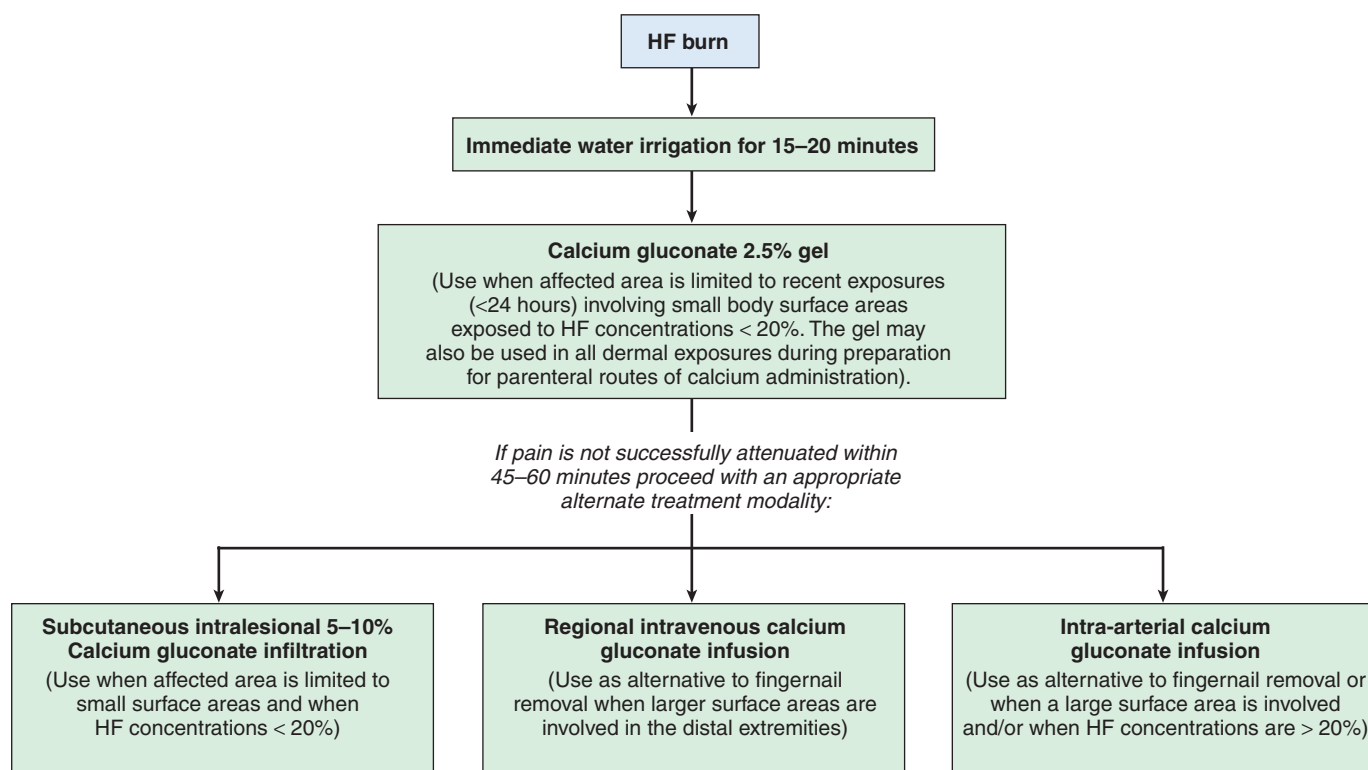 HF burn
Immediate water irrigation for 15–20 minutes
Calcium gluconate 2.5% gel
(Use when affected area is limited to recent exposures
(<24 hours) involving small body surface areas
exposed to HF concentrations < 20%. The gel may
also be used in all dermal exposures during preparation
for parenteral routes of calcium administration).
If pain is not successfully attenuated within
45–60 minutes proceed with an appropriate
alternate treatment modality:
Subcutaneous intralesional 5–10%
Calcium gluconate infiltration
(Use when affected area is limited to
small surface areas and when
HF concentrations < 20%)
Regional intravenous calcium
gluconate infusion
(Use as alternative to fingernail
removal when larger surface areas are
involved in the distal extremities)
Intra-arterial calcium
gluconate infusion
(Use as alternative to fingernail removal or
when a large surface area is involved
and/or when HF concentrations are > 20%)